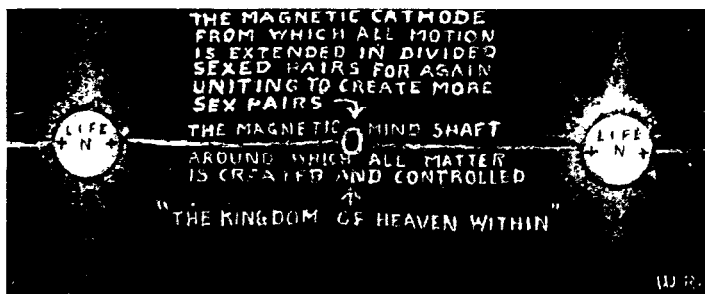 THE MAGNETIC CATHODE
FROM WHICH ALL MOTION
IS EXTENDED IN DIVIDED
SEXED PAIRS FOR AGAIN
UNITING TO CREATE MORE
SEX PAIRS
THE MAGNETIC 0 MIND SHAFT
AROUND WHICH ALL MATTER
IS CREATED AND CONTROLLED
"THE KINGDOM OF HEAVEN WITHIN"
LIFE
+ N +
LIFE
+ N +
W.R.